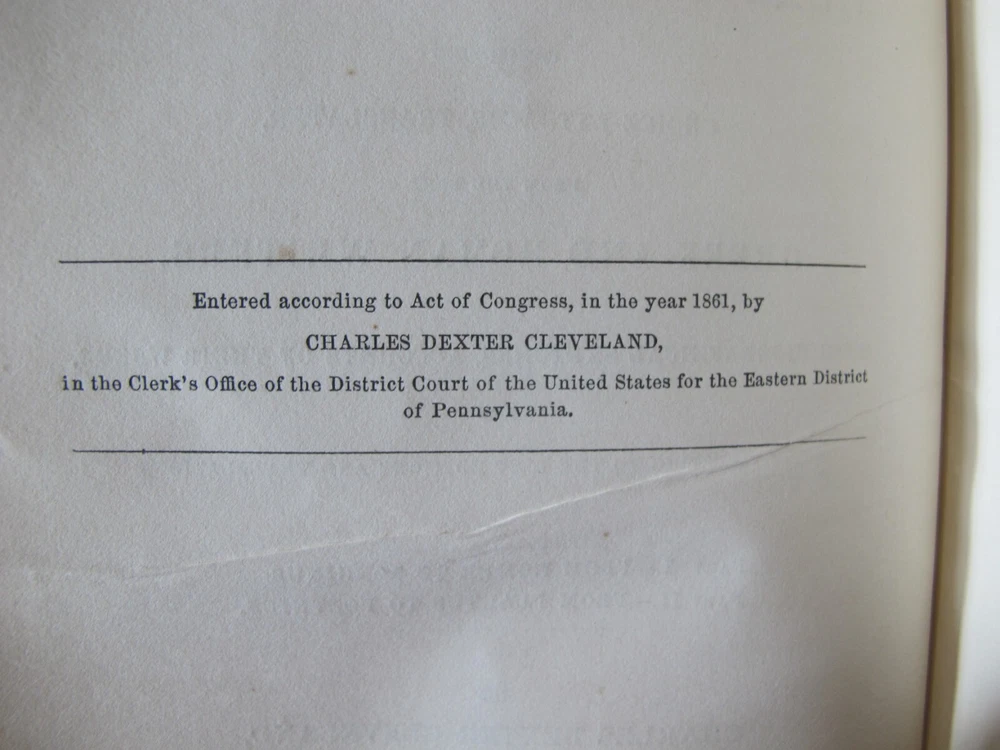 Entered according to Act of Congress, in the year 1861, by
CHARLES DEXTER CLEVELAND,
in the Clerk's Office of the District Court of the United States for the Eastern District
of Pennsylvania.